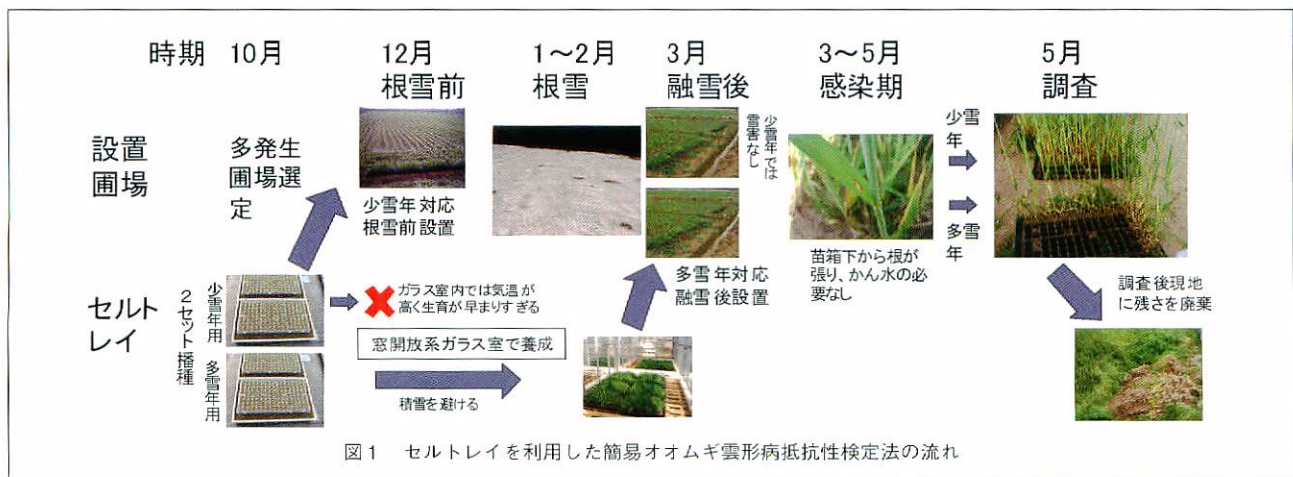 時期 10月 12月 1〜2月 3月 3〜5月 5月
根雪前 根雪 融雪後 感染期 調査
設置
圃場
多発生
圃場選
定
少雪年対応
根雪前設置
少雪年では
雪害なし
多雪年対応
融雪後設置
苗箱下から根が
張り、かん水の必
要なし
少雪
年
多雪
年
調査後現地
に残さを廃棄
セルト
レイ
2セット播種
少雪年用
多雪年用
ガラス室内では気温が
高く生育が早まりすぎる
窓開放系ガラス室で養成
積雪を避ける
図1 セルトレイを利用した簡易オオムギ雲形病抵抗性検定法の流れ